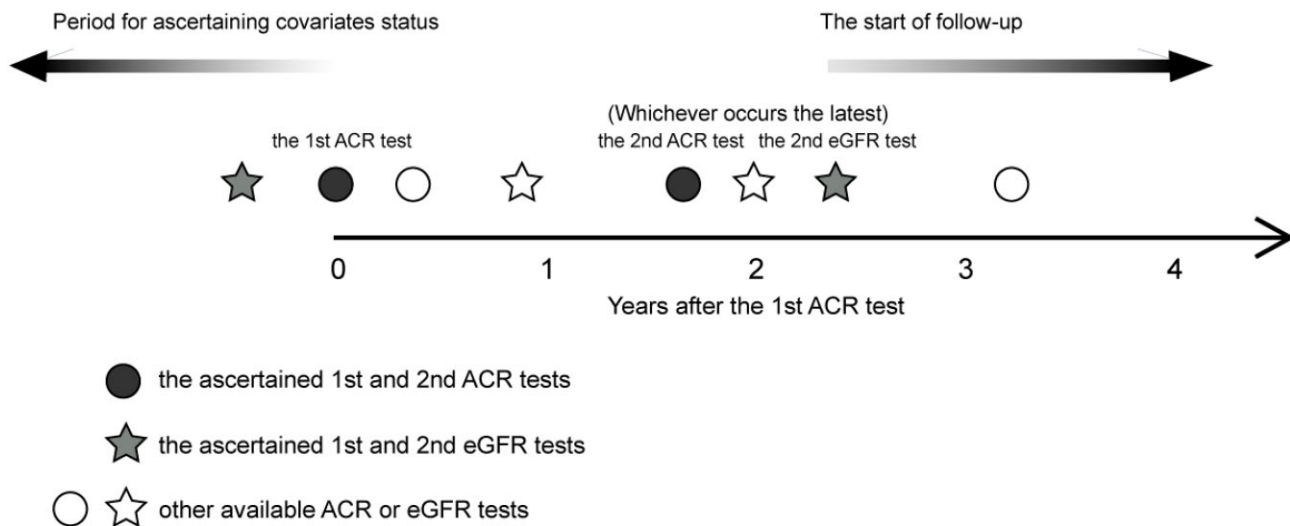 Period for ascertaining covariates status
The start of follow-up
(Whichever occurs the latest)
the 1st ACR test
the 2nd ACR test
the 2nd eGFR test
0
1
2
3
4
Years after the 1st ACR test
the ascertained 1st and 2nd ACR tests
the ascertained 1st and 2nd eGFR tests
other available ACR or eGFR tests